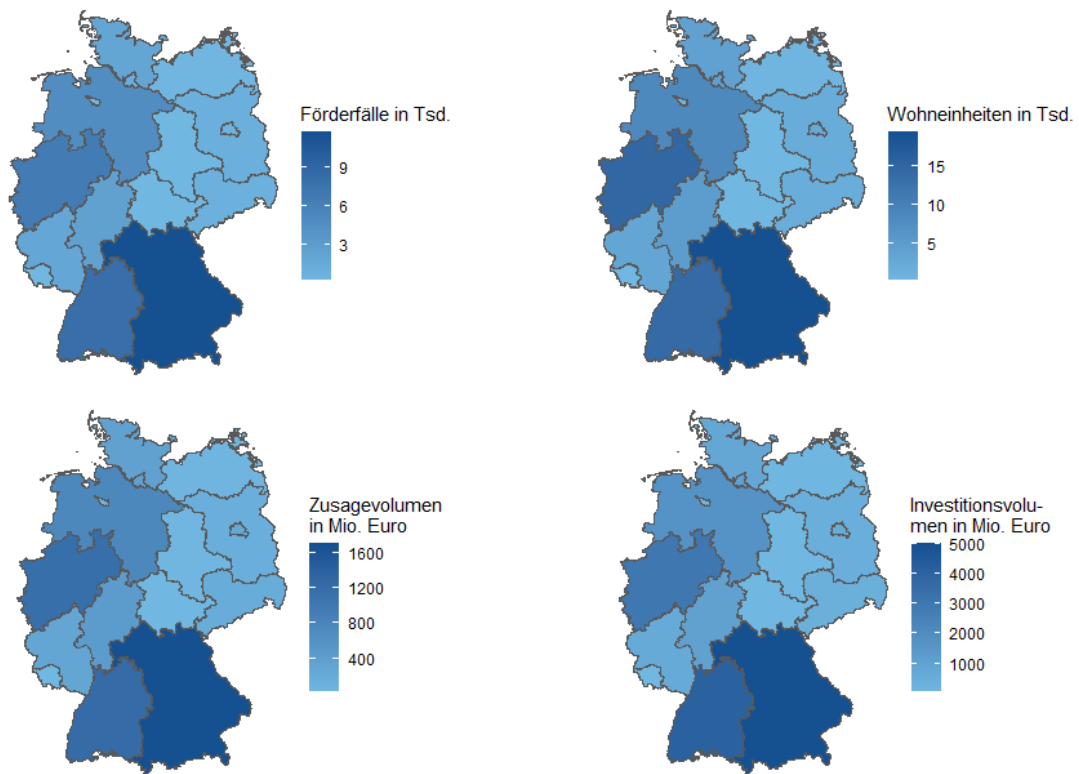 Förderfälle in Tsd.
9
6
3
Wohneinheiten in Tsd.
15
10
5
Zusagevolumen
in Mio. Euro
1600
1200
800
400
Investitionsvolu-
men in Mio. Euro
5000
4000
3000
2000
1000